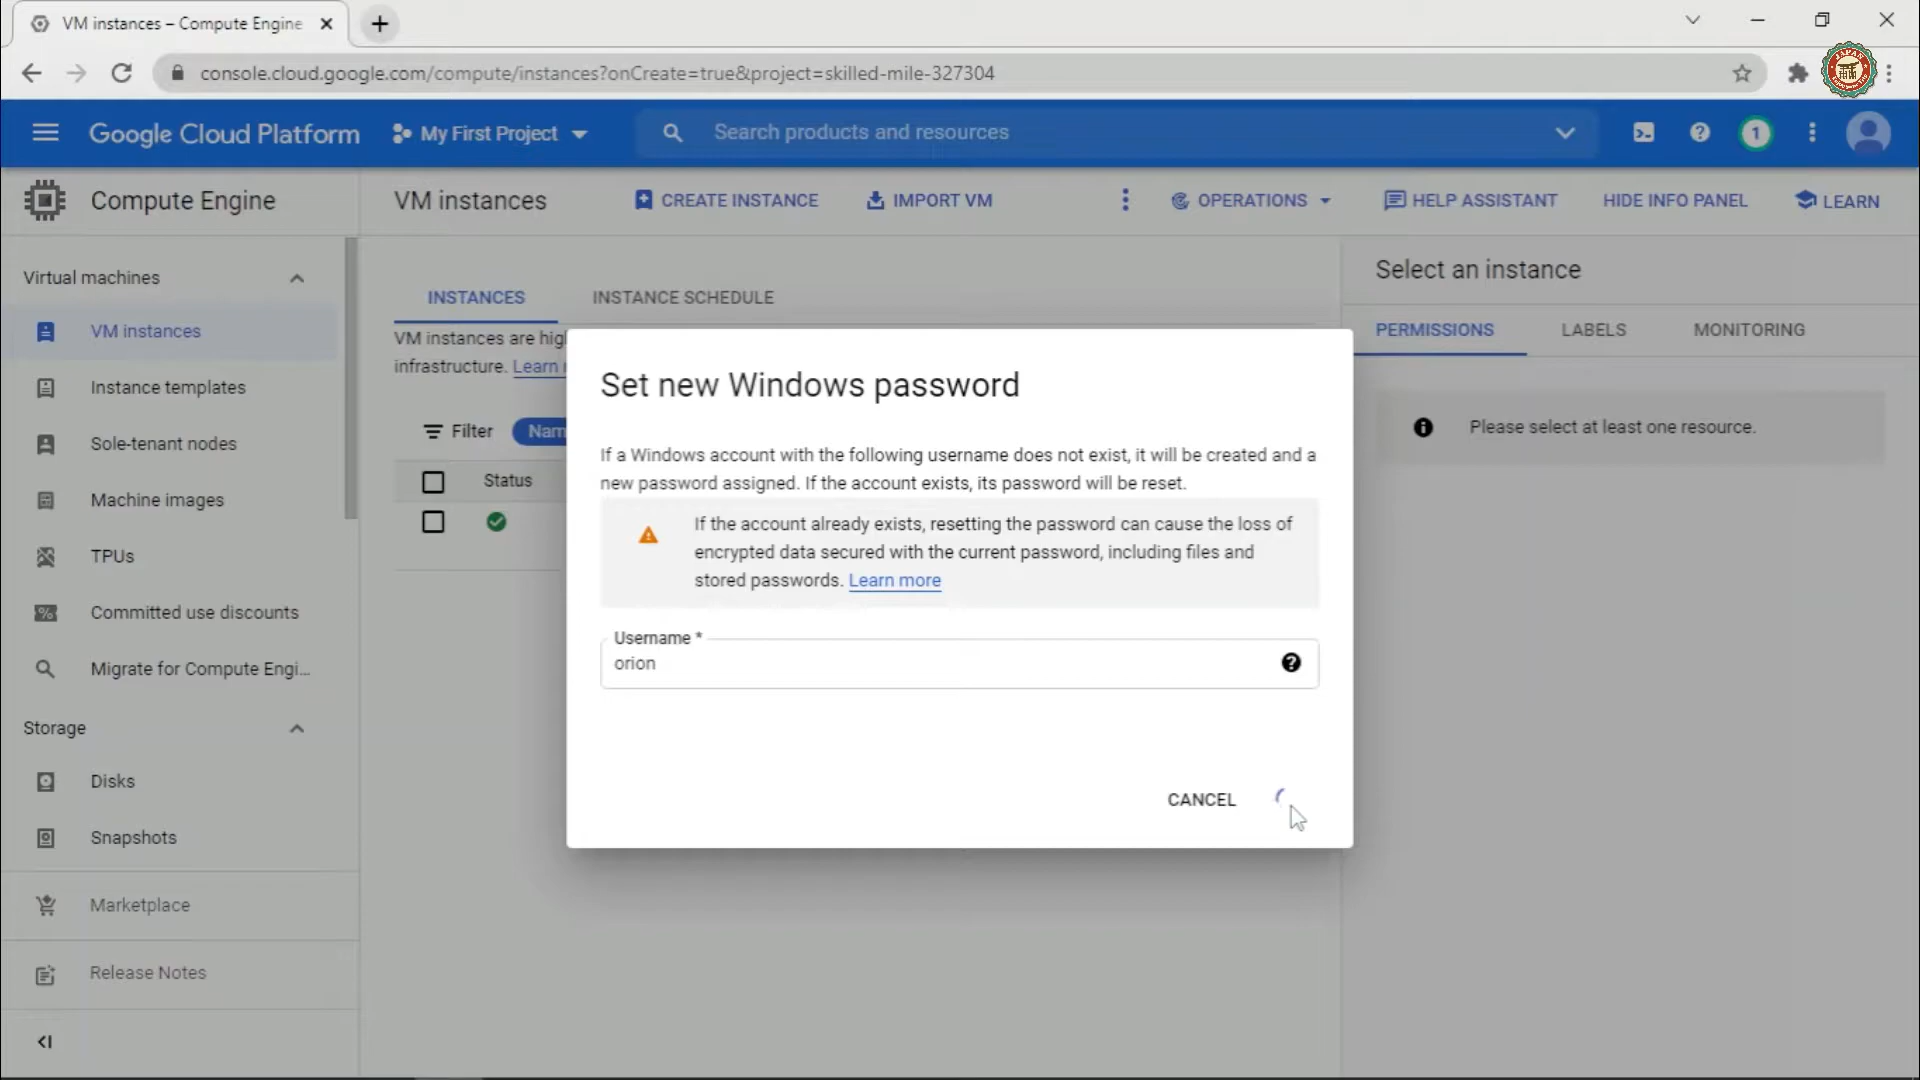 VM instances – Compute Engine
console.cloud.google.com/compute/instances?onCreate=true&project=skilled-mile-327304
Google Cloud Platform
My First Project
Search products and resources
1
Compute Engine
VM instances
CREATE INSTANCE
IMPORT VM
OPERATIONS
HELP ASSISTANT
HIDE INFO PANEL
LEARN
Virtual machines
VM instances
Instance templates
Sole-tenant nodes
Machine images
TPUs
Committed use discounts
Migrate for Compute Engi...
Storage
Disks
Snapshots
Marketplace
Release Notes
INSTANCES
INSTANCE SCHEDULE
VM instances are hig
infrastructure. Learn
Filter
Nam
Status
Set new Windows password
If a Windows account with the following username does not exist, it will be created and a
new password assigned. If the account exists, its password will be reset.
If the account already exists, resetting the password can cause the loss of
encrypted data secured with the current password, including files and
stored passwords. Learn more
Username *
orion
CANCEL
Select an instance
PERMISSIONS
LABELS
MONITORING
Please select at least one resource.